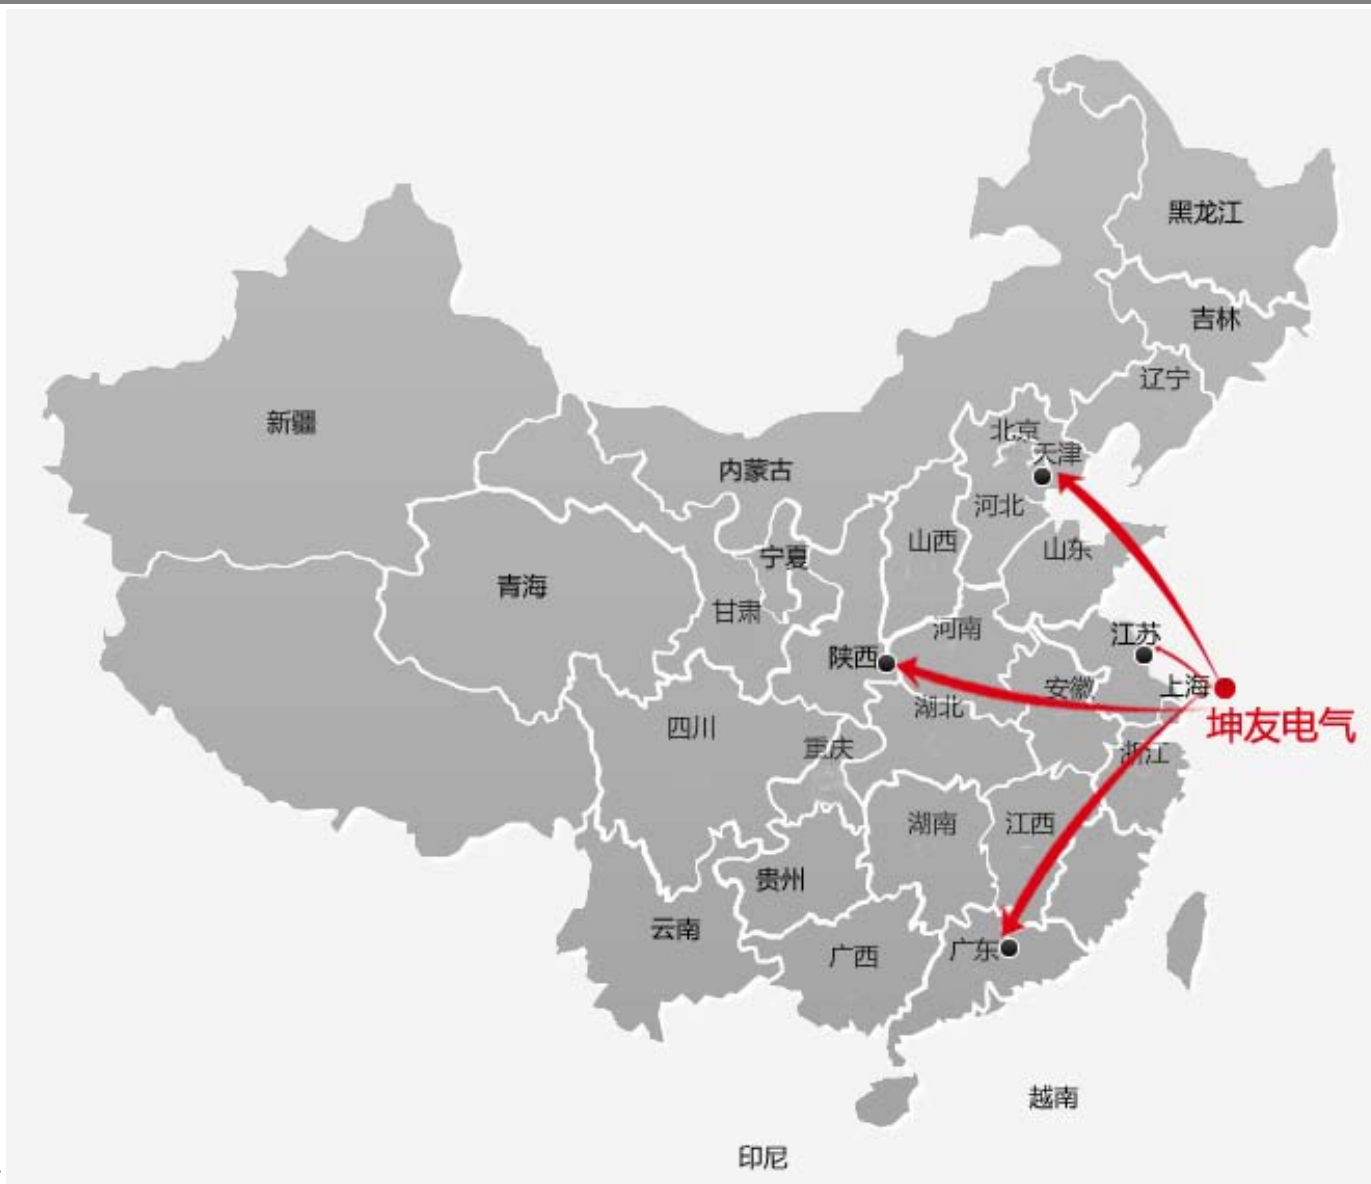 黑龙江
吉林
辽宁
新疆
北京
天津
内蒙古
河北
山西
山东
宁夏
青海
甘肃
河南
江苏
陕西
安徽
上海
湖北
坤友电气
四川
重庆
浙江
湖南
江西
贵州
云南
广西
广东
越南
印尼